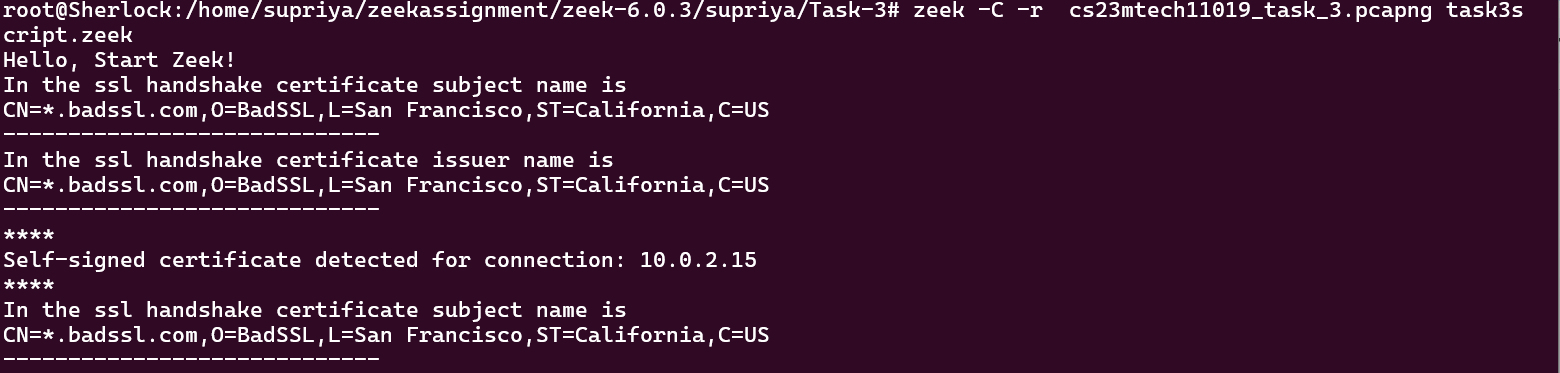 root@Sherlock:/home/supriya/zeekassignment/zeek-6.0.3/supriya/Task-3# zeek -C -r  cs23mtech11019_task_3.pcapng task3s
cript.zeek
Hello, Start Zeek!
In the ssl handshake certificate subject name is
CN=*.badssl.com,O=BadSSL,L=San Francisco,ST=California,C=US
-----------------------------
In the ssl handshake certificate issuer name is
CN=*.badssl.com,O=BadSSL,L=San Francisco,ST=California,C=US
-----------------------------
****
Self-signed certificate detected for connection: 10.0.2.15
****
In the ssl handshake certificate subject name is
CN=*.badssl.com,O=BadSSL,L=San Francisco,ST=California,C=US
-----------------------------